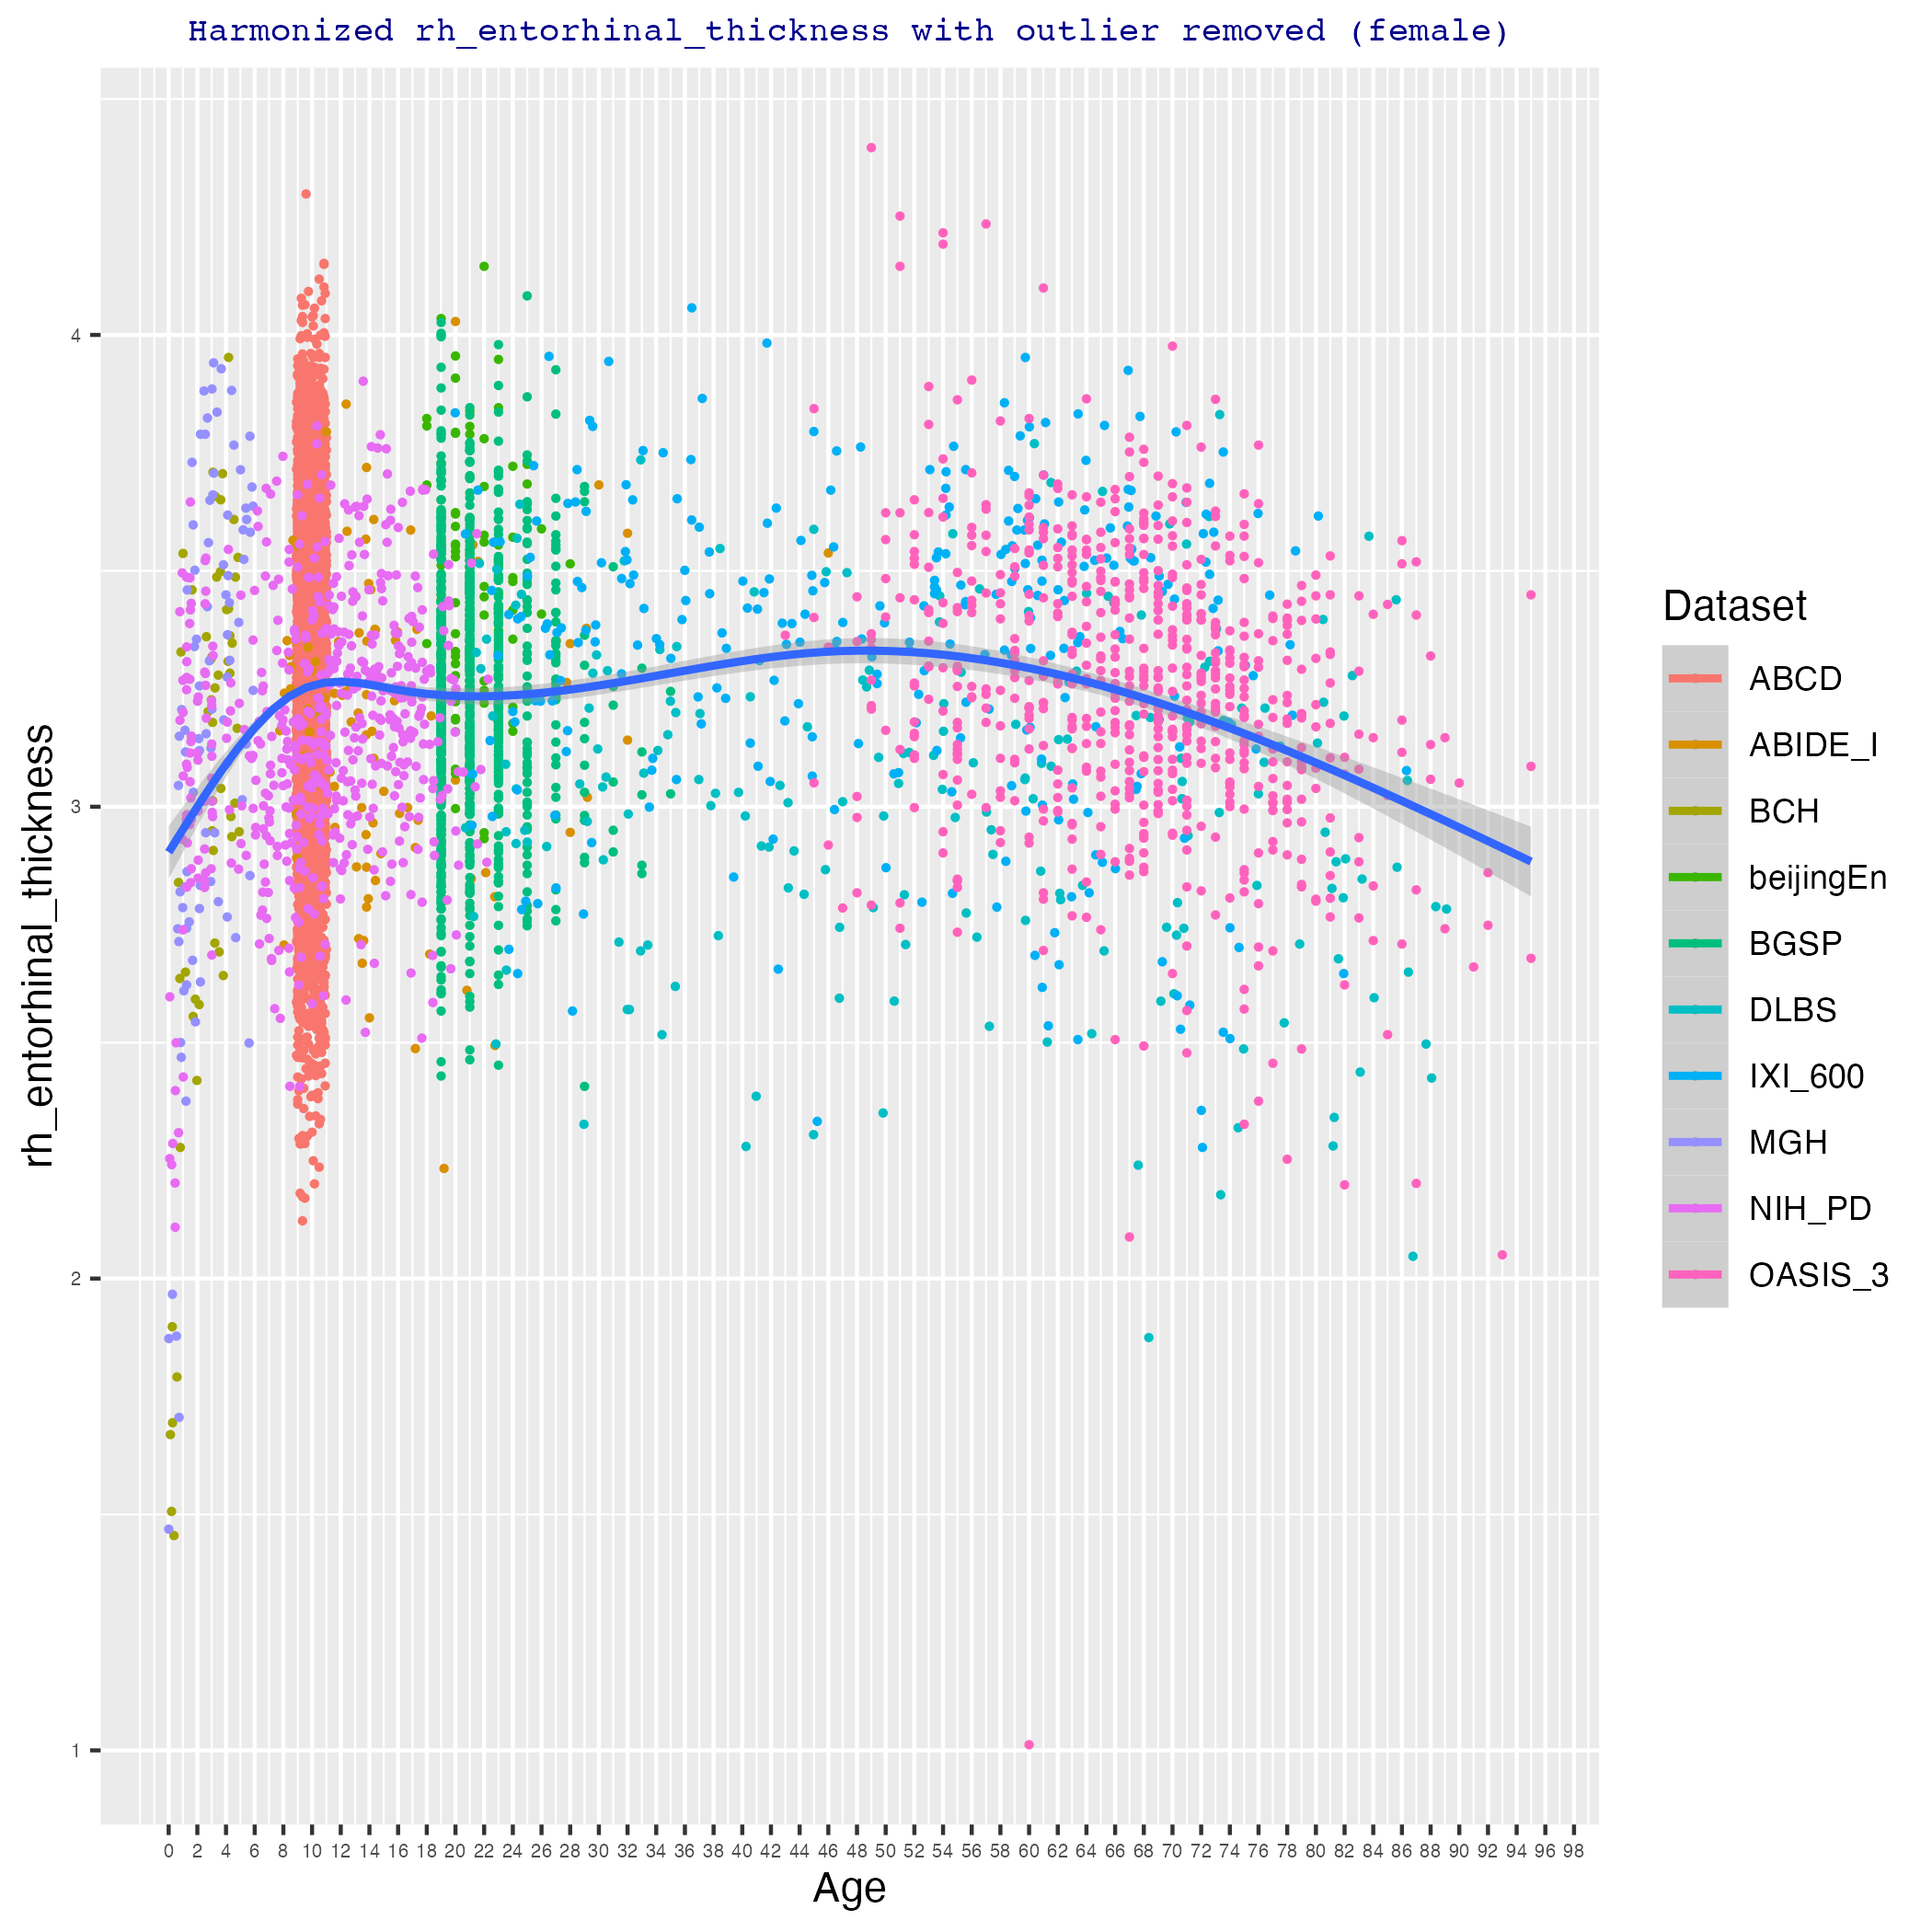 Harmonized rh_entorhinal_thickness with outlier removed (female)
rh_entorhinal_thickness
4
3
2
1
0 2 4 6 8 10 12 14 16 18 20 22 24 26 28 30 32 34 36 38 40 42 44 46 48 50 52 54 56 58 60 62 64 66 68 70 72 74 76 78 80 82 84 86 88 90 92 94 96 98
Age
Dataset
ABCD
ABIDE_I
BCH
beijingEn
BGSP
DLBS
IXI_600
MGH
NIH_PD
OASIS_3